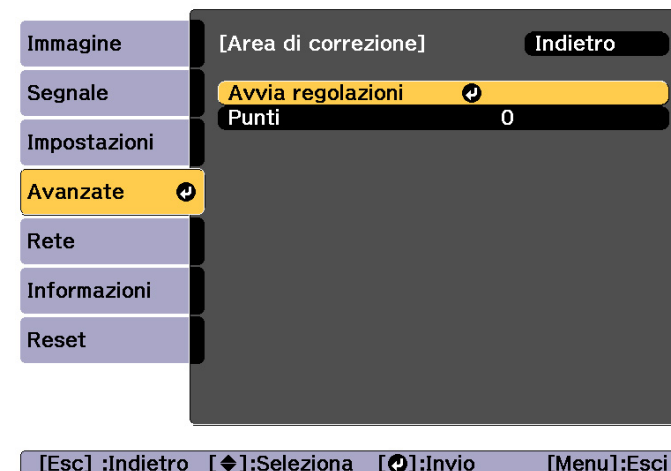 Immagine
Segnale
Impostazioni
Avanzate
Rete
Informazioni
Reset
[Area di correzione] Indietro
Avvia regolazioni
Punti 0
[Esc] :Indietro [ ]:Seleziona [ ]:Invio [Menu]:Esci